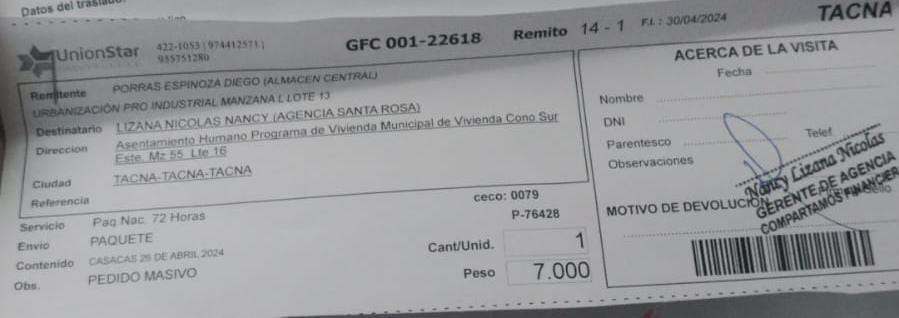 Datos del traslado
UnionStar
422-1053 | 974412571 |
955751280
GFC 001-22618
Remito 14 - 1
F.I. : 30/04/2024
TACNA
Remitente PORRAS ESPINOZA DIEGO (ALMACEN CENTRAL)
URBANIZACIÓN PRO INDUSTRIAL MANZANA L LOTE 13
Destinatario LIZANA NICOLAS NANCY (AGENCIA SANTA ROSA)
Direccion Asentamiento Humano Programa de Vivienda Municipal de Vivienda Cono Sur
Este. Mz 55 Lte 16
Ciudad TACNA-TACNA-TACNA
Referencia
Servicio Paq Nac. 72 Horas
Envio PAQUETE
Contenido CASACAS 26 DE ABRIL 2024
Obs. PEDIDO MASIVO
ceco: 0079
P-76428
Cant/Unid. 1
Peso 7.000
ACERCA DE LA VISITA
Fecha
Nombre
DNI
Parentesco Telef
Observaciones
MOTIVO DE DEVOLUCION
Nancy Lizana Nicolas
GERENTE DE AGENCIA
COMPARTAMOS FINANCIER